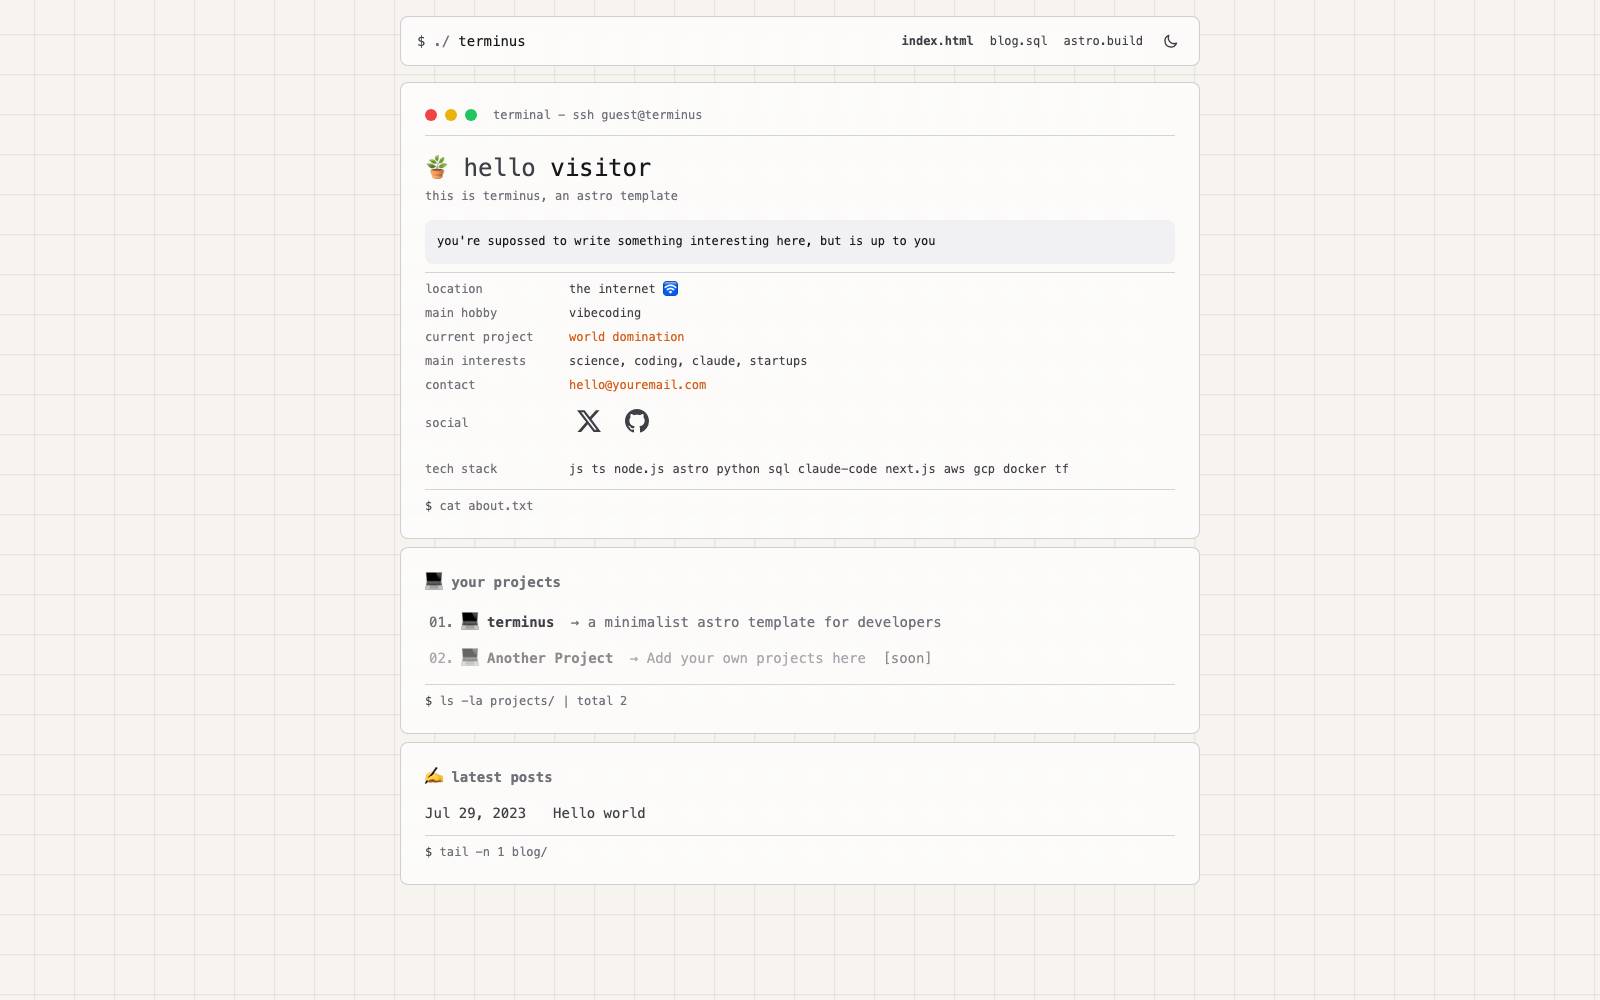 $ ./ terminus
index.html blog.sql astro.build
terminal — ssh guest@terminus
hello visitor
this is terminus, an astro template
you're supossed to write something interesting here, but is up to you
location the internet
main hobby vibecoding
current project world domination
main interests science, coding, claude, startups
contact hello@youremail.com
social
tech stack js ts node.js astro python sql claude-code next.js aws gcp docker tf
$ cat about.txt
your projects
01. terminus → a minimalist astro template for developers
02. Another Project → Add your own projects here [soon]
$ ls -la projects/ | total 2
latest posts
Jul 29, 2023 Hello world
$ tail -n 1 blog/